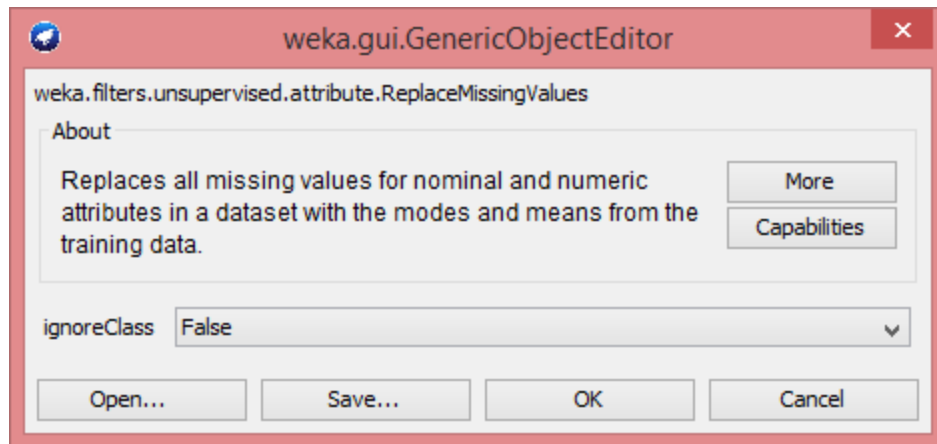 weka.gui.GenericObjectEditor
weka.filters.unsupervised.attribute.ReplaceMissingValues
About
Replaces all missing values for nominal and numeric
attributes in a dataset with the modes and means from the
training data.
More
Capabilities
ignoreClass False
Open... Save... OK Cancel